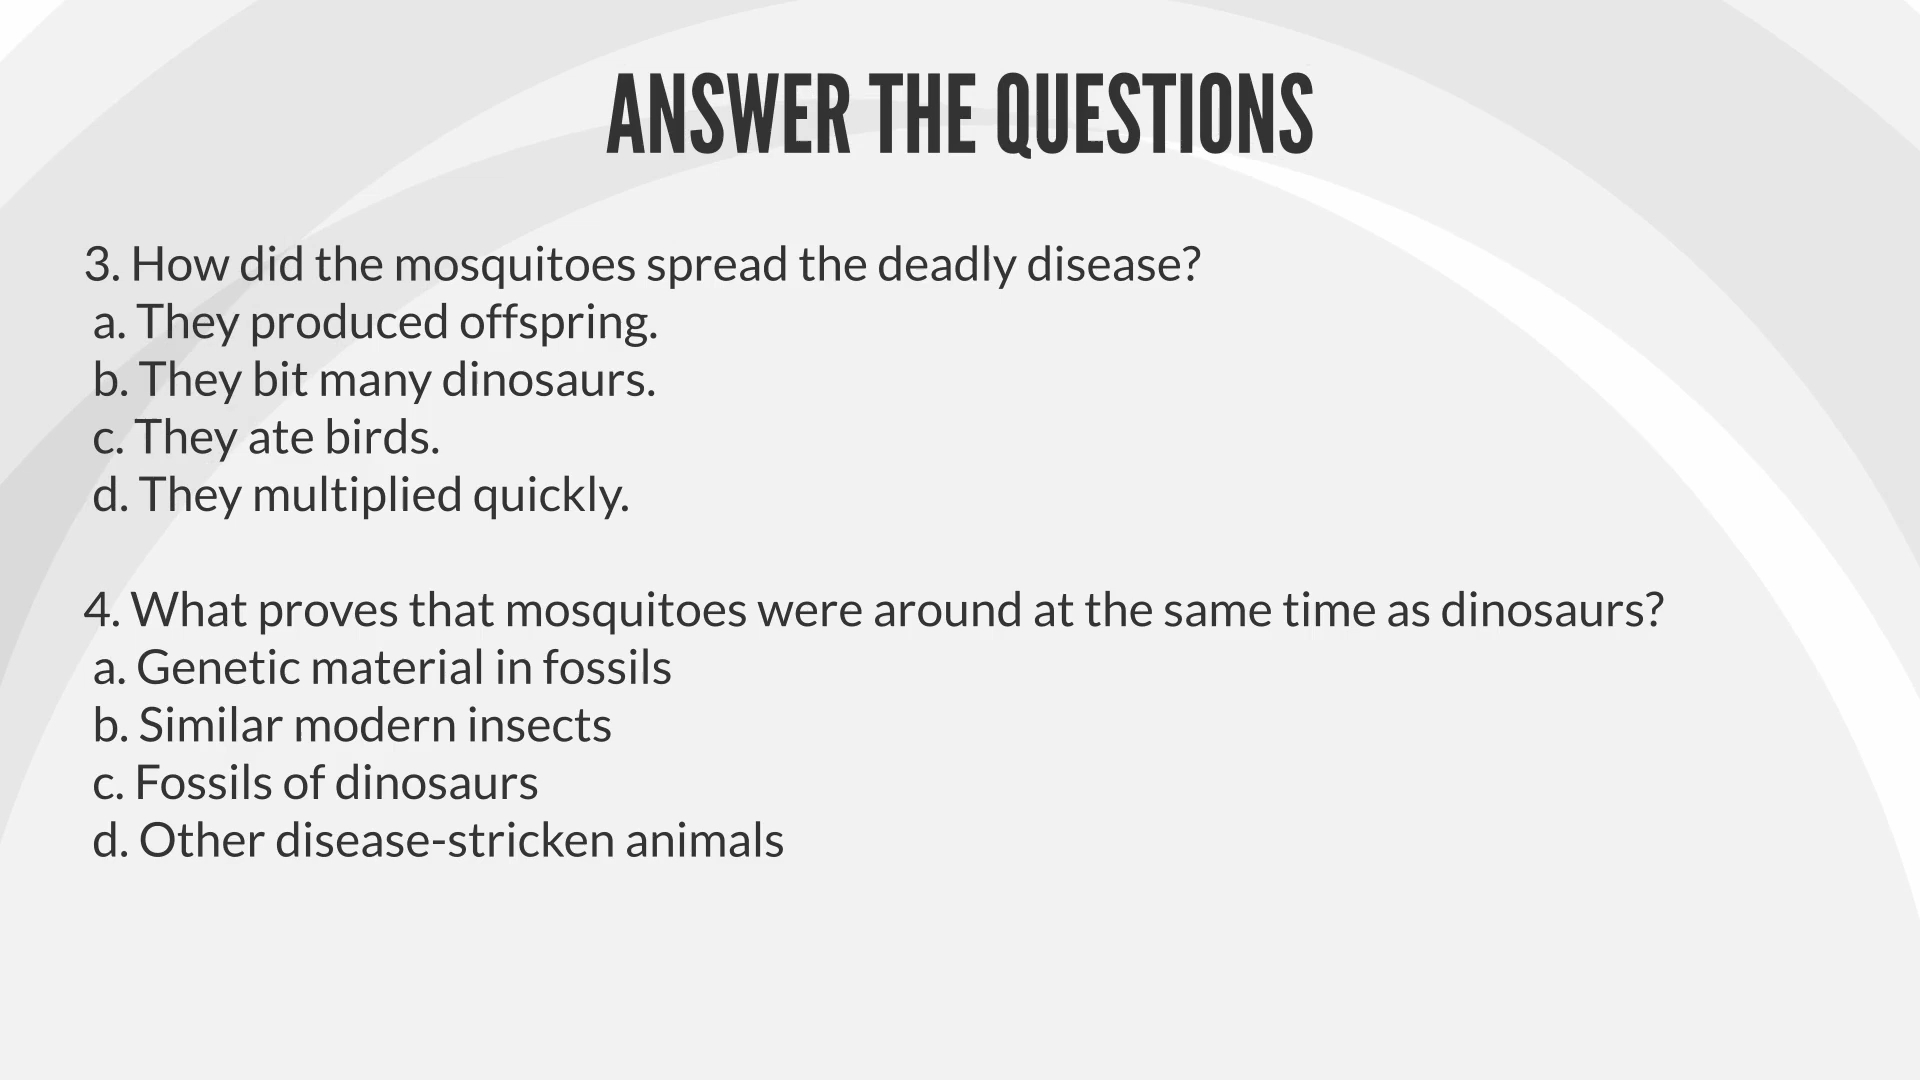 ANSWER THE QUESTIONS
3. How did the mosquitoes spread the deadly disease?
a. They produced offspring.
b. They bit many dinosaurs.
c. They ate birds.
d. They multiplied quickly.
4. What proves that mosquitoes were around at the same time as dinosaurs?
a. Genetic material in fossils
b. Similar modern insects
c. Fossils of dinosaurs
d. Other disease-stricken animals